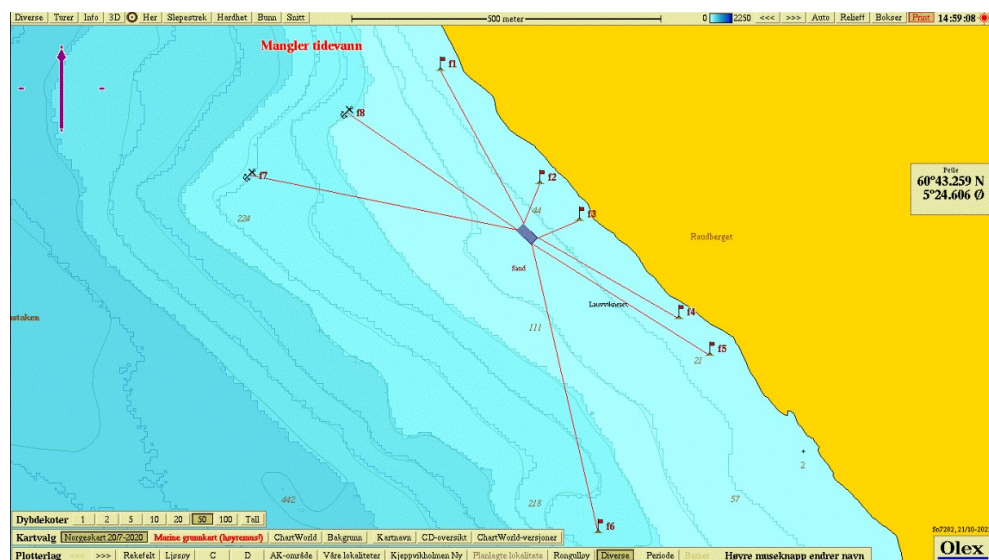 Diverse Turer Info 3D Her Slepestrek Hardhet Bunn Snitt 500 meter 0 2250 <<< >>> Auto Relieff Bokser Print 14:59:08
Mangler tidevann
f1
f8
f7
f2
f3
44
224
Peile
60°43.259 N
5°24.606 Ø
Raudberget
Sand
Lauvvikneset
f4
111
staken
f5
21
2
442
218
57
f6
Dybdekoter 1 2 5 10 20 50 100 Tall
Kartvalg Norgeskart 20/7-2020 Marine grunnkart (høyremus!) ChartWorld Bakgrunn Kartnavn CD-oversikt ChartWorld-versjoner
Olex
Plotterlag <<< >>> Rekefelt Ljøsøy C D AK-område Våre lokaliteter Kjeppvikholmen Ny Planlagte lokalitete Rongulløy Diverse Periode Høyre museknapp endrer navn